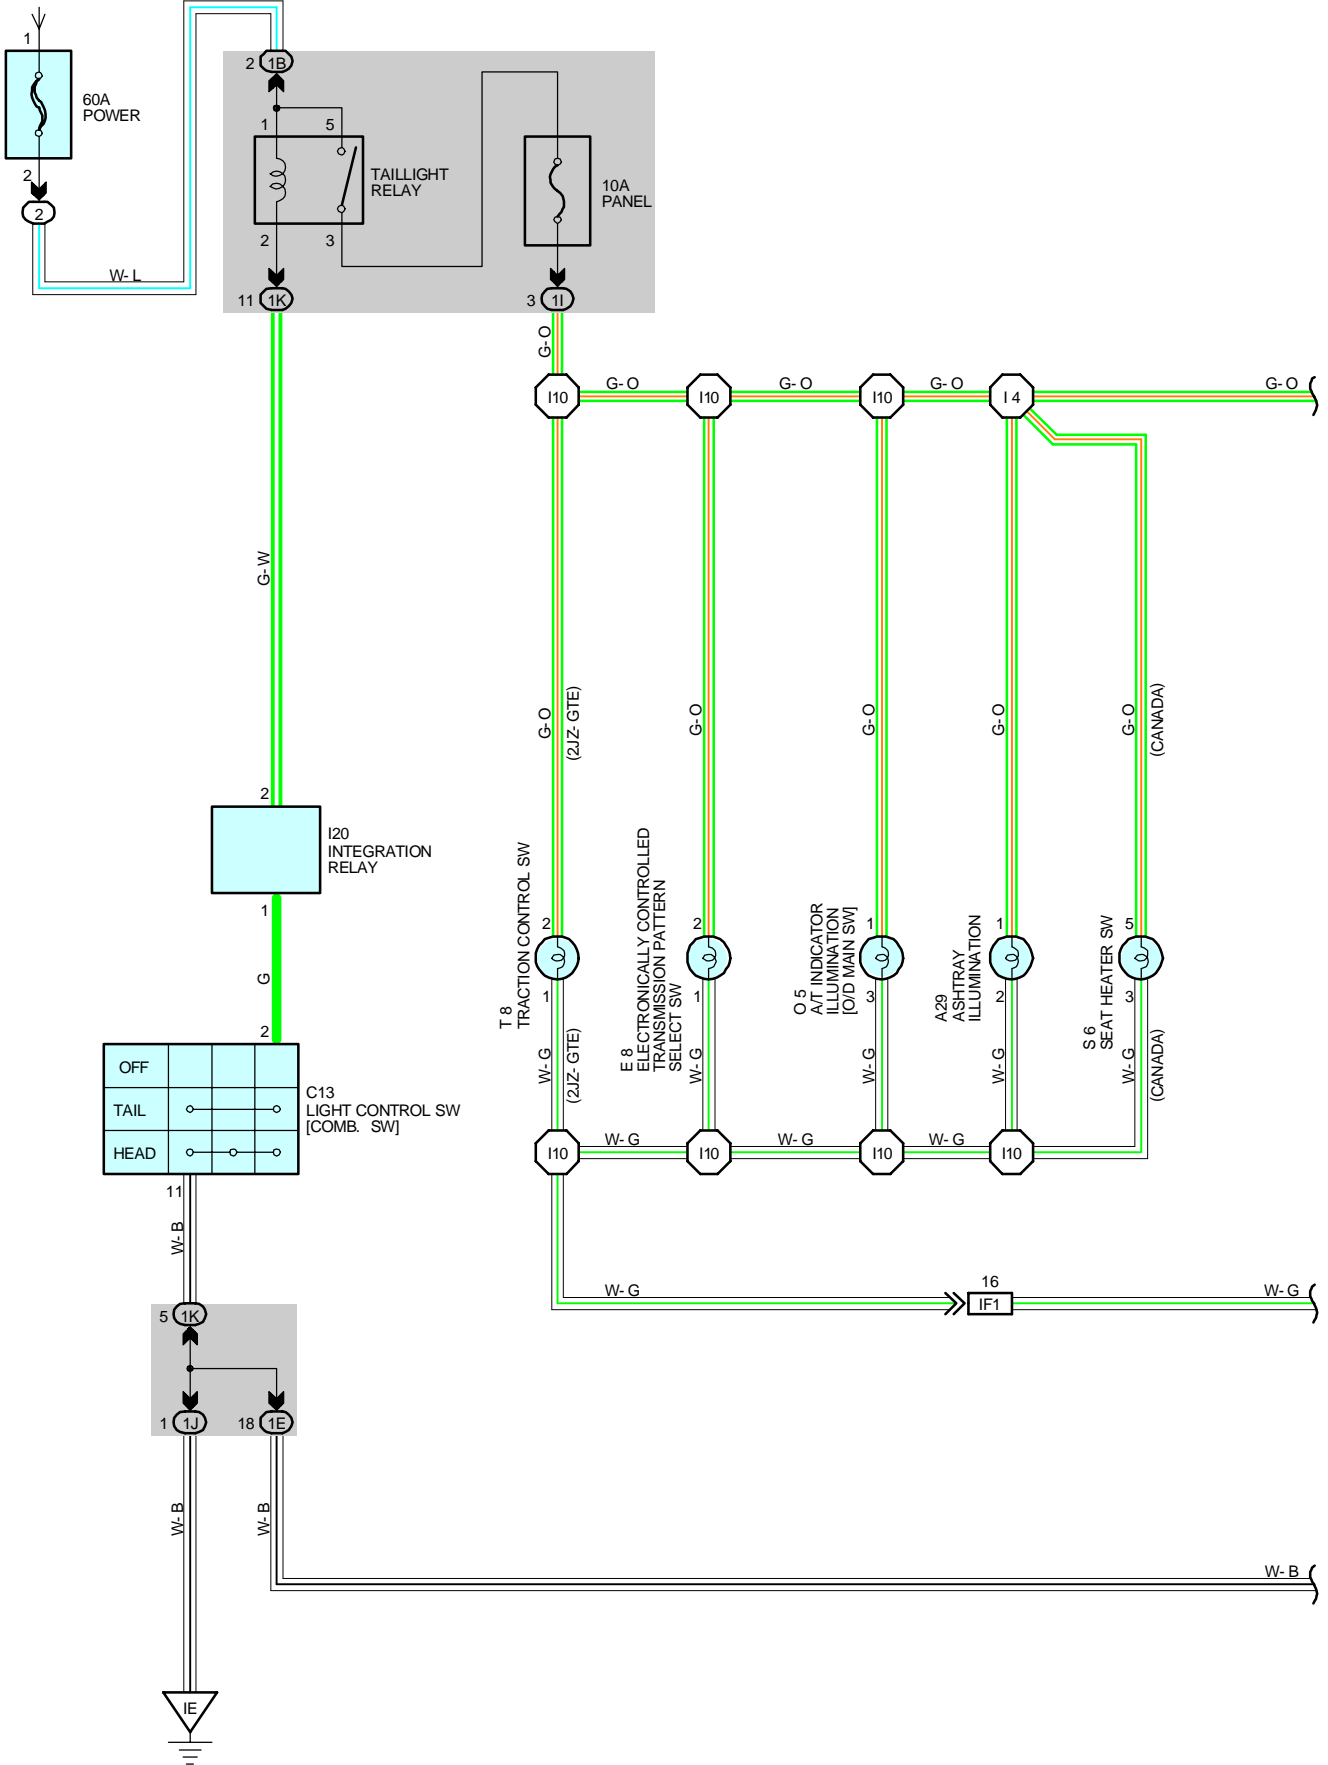 1
60A
POWER
2
2
W-L
2 1B
1 5
TAILLIGHT
RELAY
2 3
11 1K
10A
PANEL
3 1I
G-O
I10
G-O
I10
G-O
I10
G-O
I 4
G-O
G-W
G-O
(2JZ-GTE)
G-O
G-O
G-O
G-O
(CANADA)
2
I20
INTEGRATION
RELAY
1
G
2
OFF
TAIL
HEAD
C13
LIGHT CONTROL SW
[COMB. SW]
11
W-B
5 1K
1 1J
18 1E
W-B
W-B
IE
T 8
TRACTION CONTROL SW
2
1
W-G
(2JZ-GTE)
E 8
ELECTRONICALLY CONTROLLED
TRANSMISSION PATTERN
SELECT SW
2
1
W-G
O 5
A/T INDICATOR
ILLUMINATION
[O/D MAIN SW]
1
3
W-G
A29
ASHTRAY
ILLUMINATION
1
2
W-G
S 6
SEAT HEATER SW
5
3
W-G
(CANADA)
I10
W-G
I10
W-G
I10
W-G
I10
W-G
16
IF1
W-G
W-B